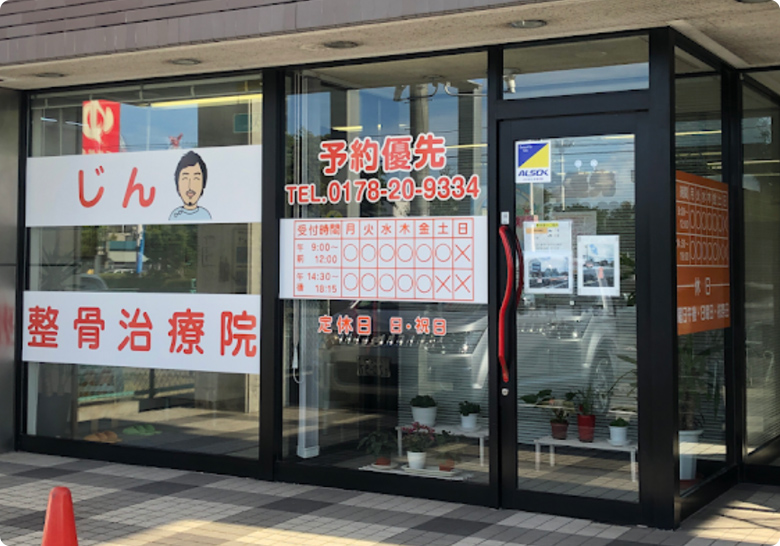 じん
整骨治療院
予約優先
TEL.0178-20-9334
受付時間 月 火 水 木 金 土 日
午前 9:00〜12:00 ○ ○ ○ ○ ○ ○ ×
午後 14:30〜18:15 ○ ○ ○ ○ ○ × ×
定休日 日・祝日
ALSOK
休日